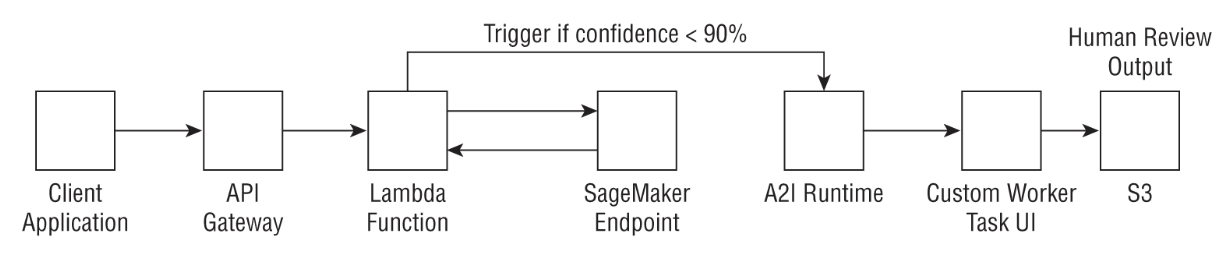 Trigger if confidence < 90%
Human Review
Output
Client
Application
API
Gateway
Lambda
Function
SageMaker
Endpoint
A2I Runtime
Custom Worker
Task UI
S3